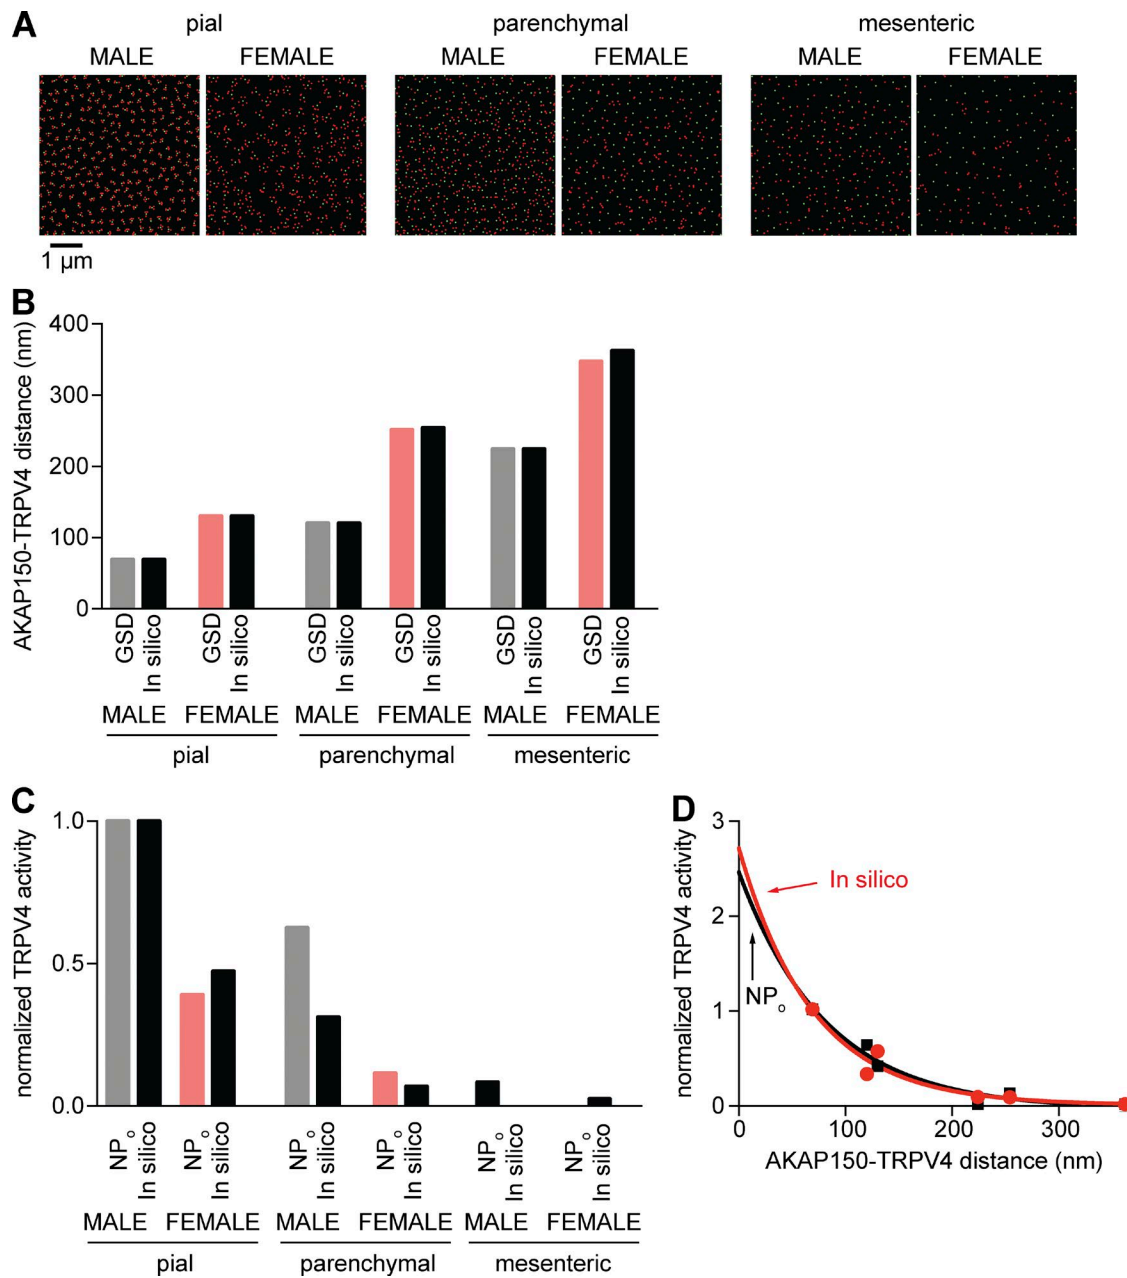 A
pial
parenchymal
mesenteric
MALE
FEMALE
MALE
FEMALE
MALE
FEMALE
1 µm
B
AKAP150-TRPV4 distance (nm)
400
300
200
100
0
GSD
In silico
GSD
In silico
GSD
In silico
GSD
In silico
GSD
In silico
GSD
In silico
MALE FEMALE MALE FEMALE MALE FEMALE
pial parenchymal mesenteric
C
normalized TRPV4 activity
1.0
0.5
0.0
NPo
In silico
NPo
In silico
NPo
In silico
NPo
In silico
NPo
In silico
NPo
In silico
MALE FEMALE MALE FEMALE MALE FEMALE
pial parenchymal mesenteric
D
normalized TRPV4 activity
3
2
1
0
In silico
NPo
0 100 200 300
AKAP150-TRPV4 distance (nm)